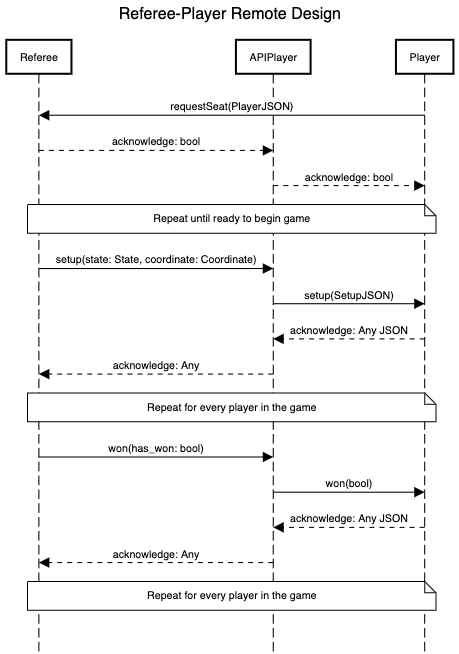 Referee-Player Remote Design
Referee
APIPlayer
Player
requestSeat(PlayerJSON)
acknowledge: bool
acknowledge: bool
Repeat until ready to begin game
setup(state: State, coordinate: Coordinate)
setup(SetupJSON)
acknowledge: Any JSON
acknowledge: Any
Repeat for every player in the game
won(has_won: bool)
won(bool)
acknowledge: Any JSON
acknowledge: Any
Repeat for every player in the game